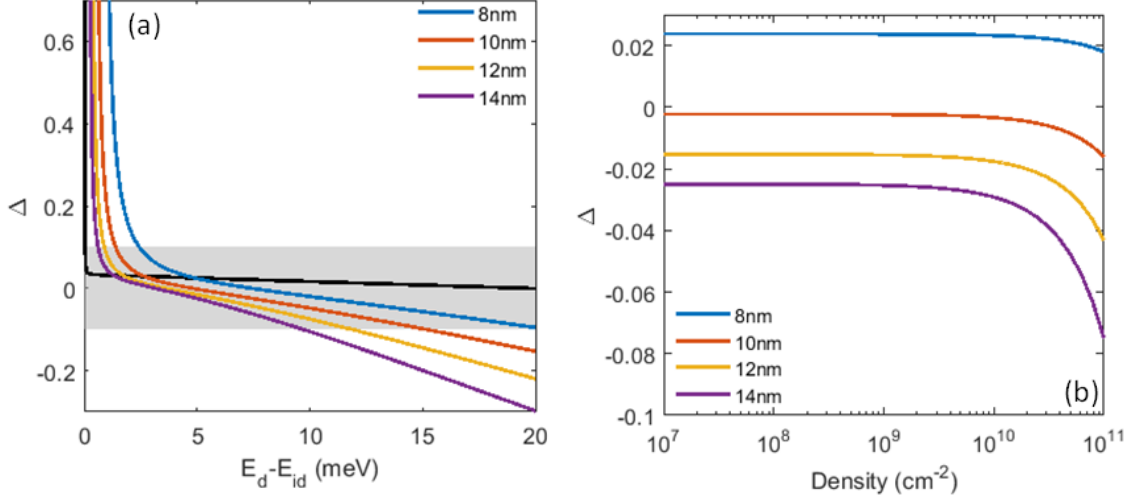 (a)
8nm
10nm
12nm
14nm
0.6
0.4
0.2
0
-0.2
Δ
0
5
10
15
20
E_d-E_id (meV)
0.02
0
-0.02
-0.04
-0.06
-0.08
-0.1
Δ
8nm
10nm
12nm
14nm
(b)
10^7
10^8
10^9
10^10
10^11
Density (cm^-2)